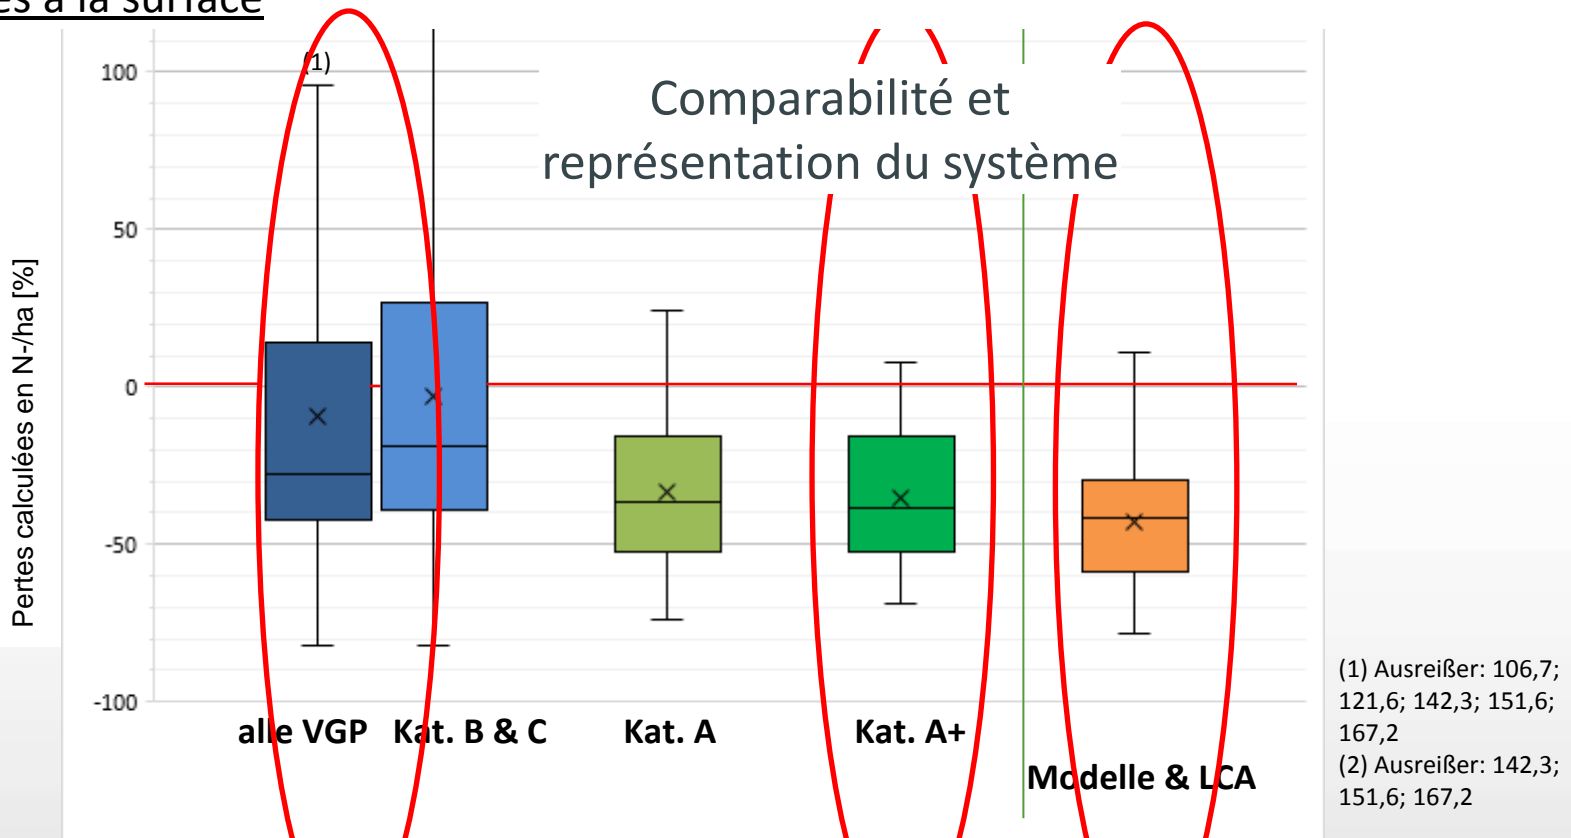 es à la surface
Comparabilité et
représentation du système
(1)
100
50
0
-50
-100
Pertes calculées en N-/ha [%]
alle VGP Kat. B & C Kat. A Kat. A+
Modelle & LCA
(1) Ausreißer: 106,7;
121,6; 142,3; 151,6;
167,2
(2) Ausreißer: 142,3;
151,6; 167,2